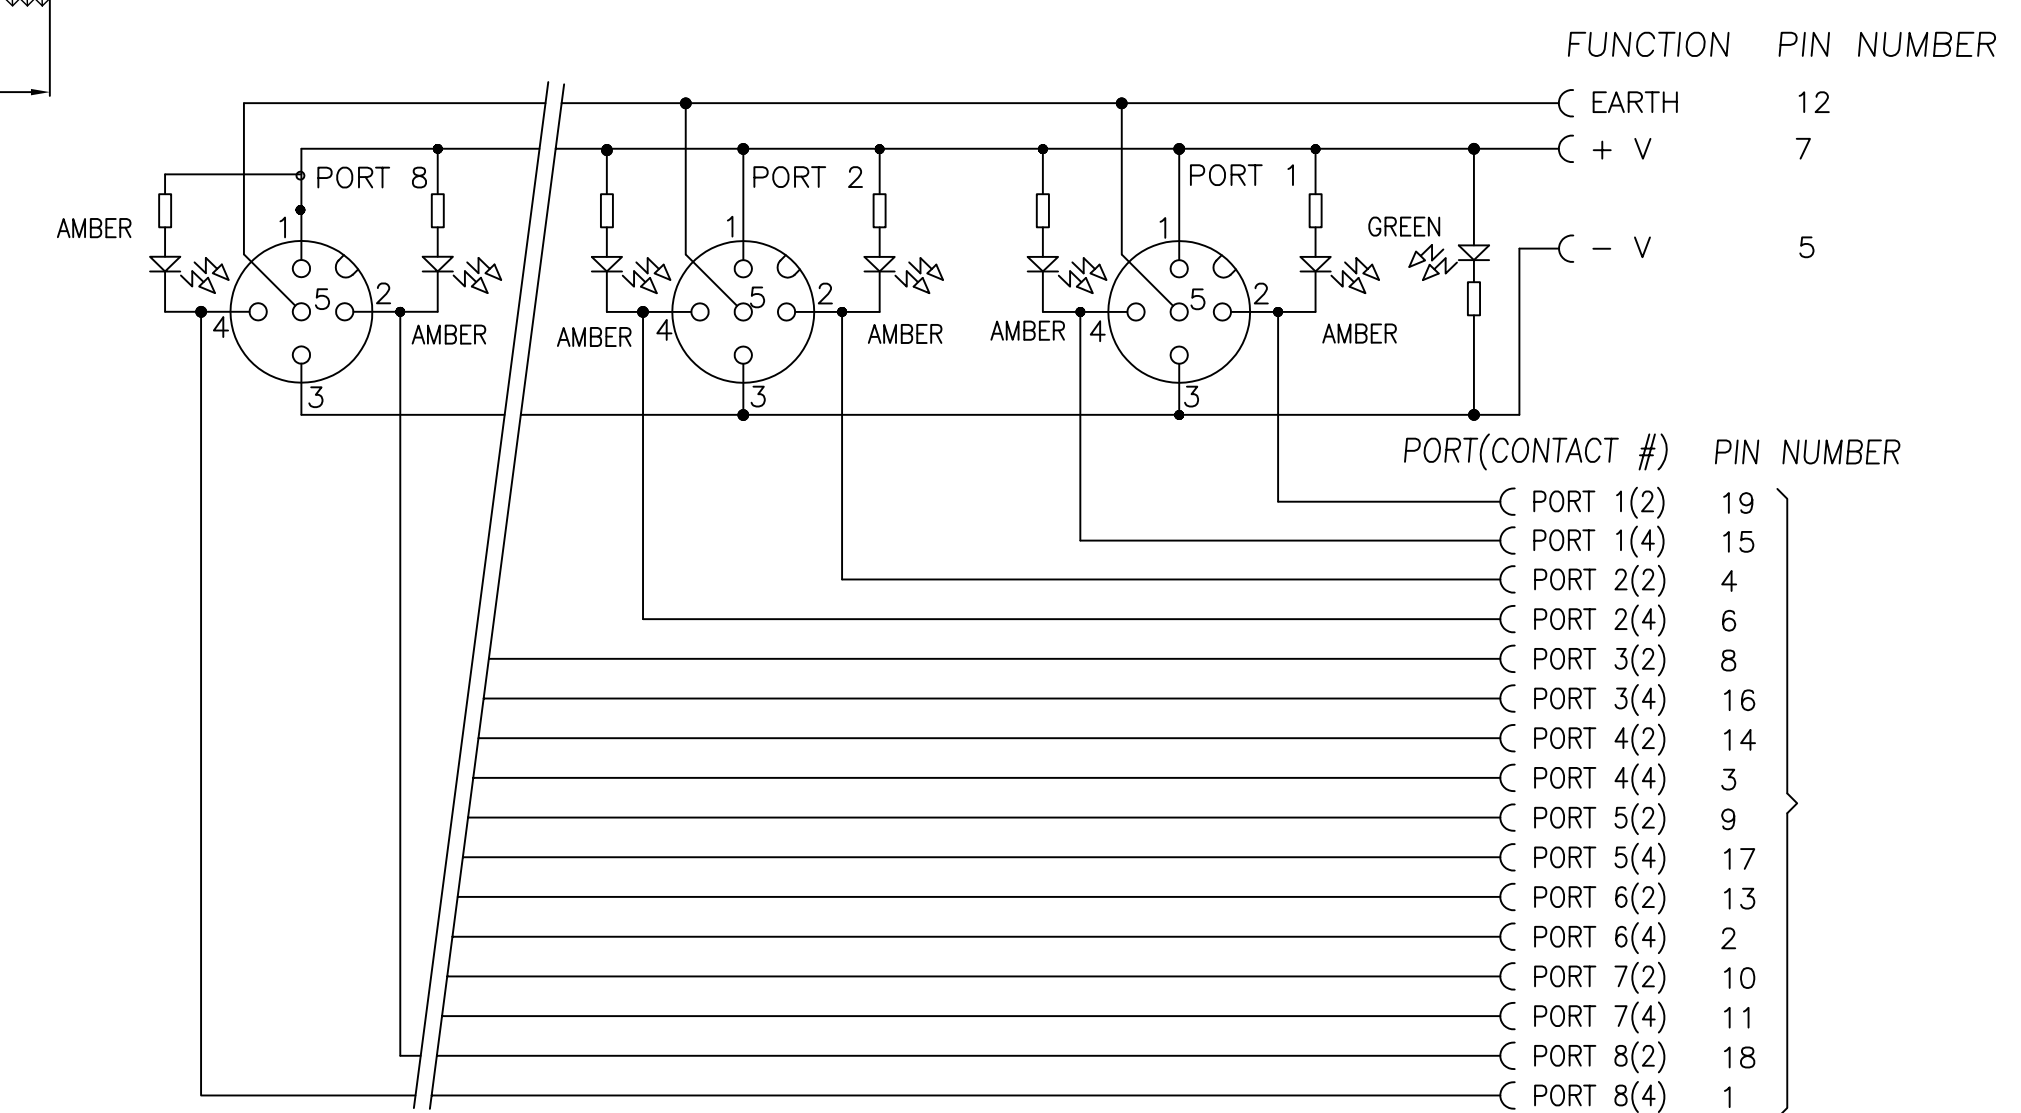 FUNCTION PIN NUMBER
EARTH 12
+ V 7
- V 5
PORT 8
PORT 2
PORT 1
AMBER 1 5 2 4 3 AMBER
AMBER 1 5 2 4 3 AMBER
AMBER 1 5 2 4 3 AMBER
GREEN
PORT(CONTACT #) PIN NUMBER
PORT 1(2) 19
PORT 1(4) 15
PORT 2(2) 4
PORT 2(4) 6
PORT 3(2) 8
PORT 3(4) 16
PORT 4(2) 14
PORT 4(4) 3
PORT 5(2) 9
PORT 5(4) 17
PORT 6(2) 13
PORT 6(4) 2
PORT 7(2) 10
PORT 7(4) 11
PORT 8(2) 18
PORT 8(4) 1